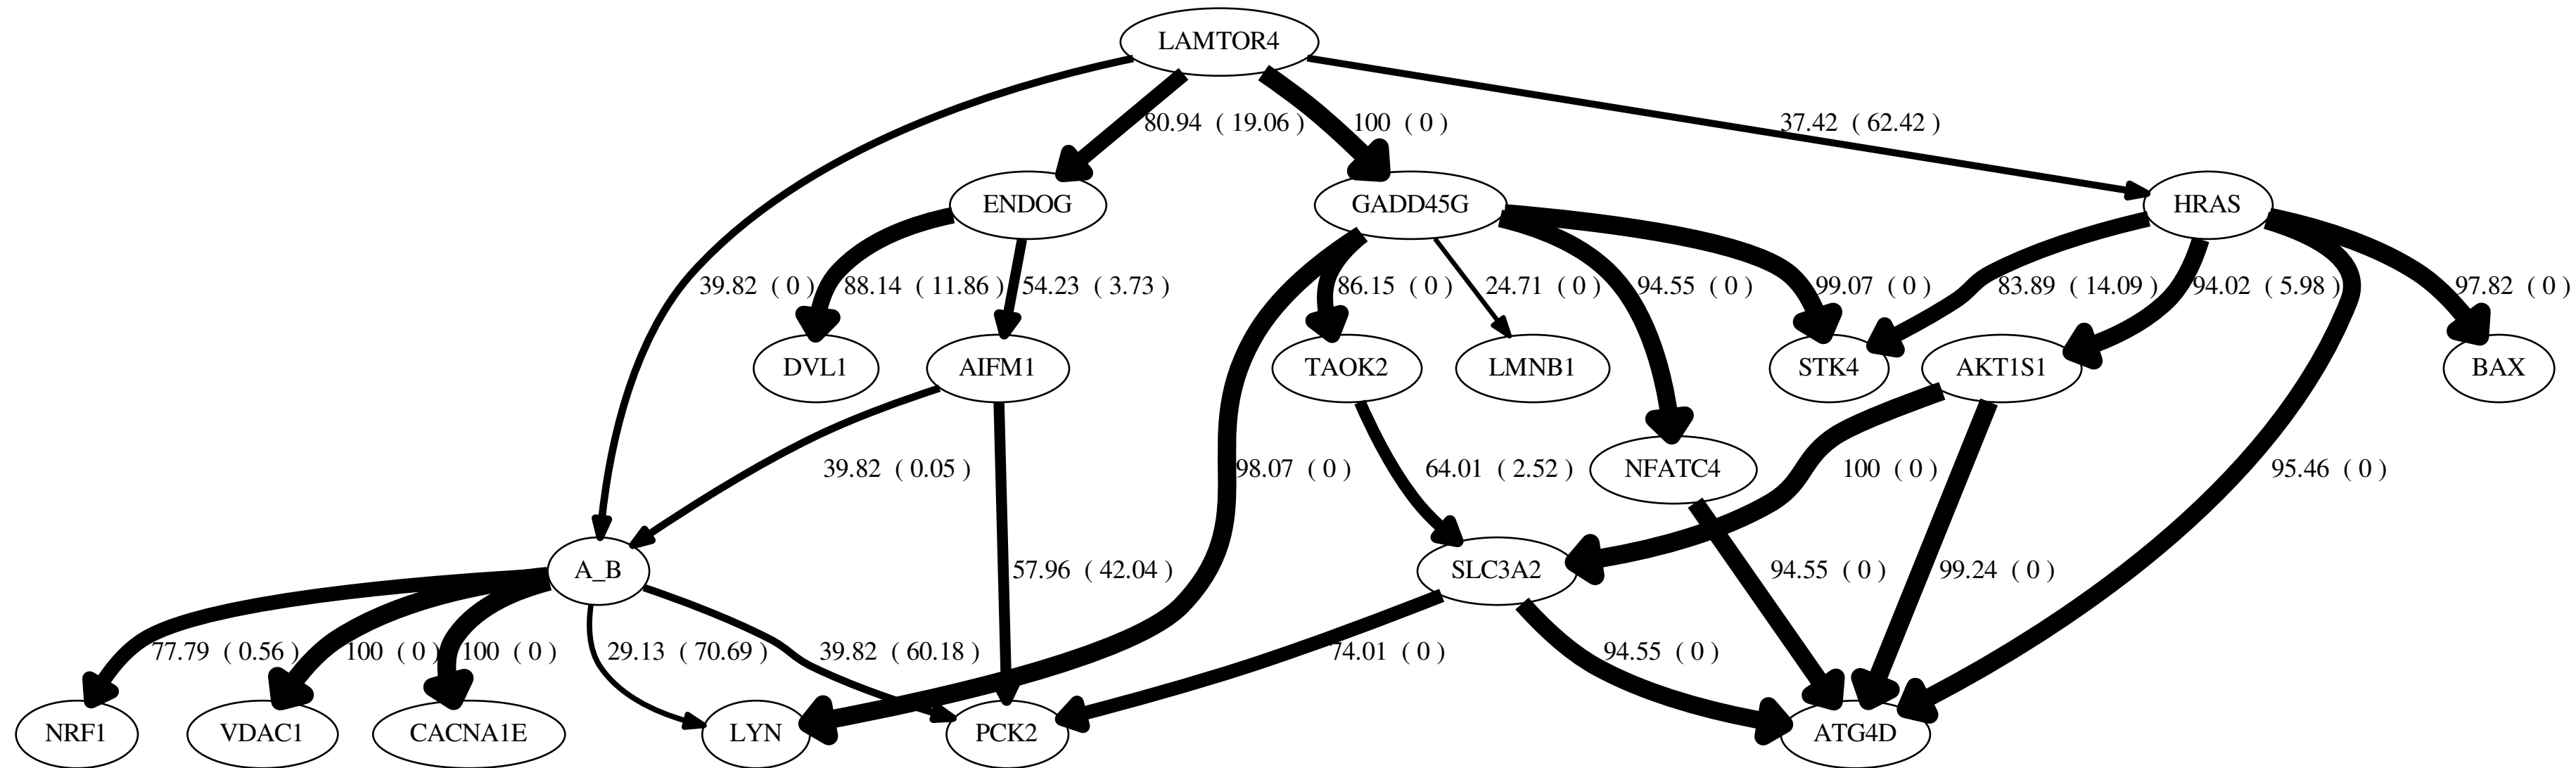 LAMTOR4
80.94 ( 19.06 )
100 ( 0 )
37.42 ( 62.42 )
ENDOG
GADD45G
HRAS
39.82 ( 0 )
88.14 ( 11.86 )
54.23 ( 3.73 )
86.15 ( 0 )
24.71 ( 0 )
94.55 ( 0 )
99.07 ( 0 )
83.89 ( 14.09 )
94.02 ( 5.98 )
97.82 ( 0 )
DVL1
AIFM1
TAOK2
LMNB1
STK4
AKT1S1
BAX
39.82 ( 0.05 )
98.07 ( 0 )
64.01 ( 2.52 )
NFATC4
100 ( 0 )
95.46 ( 0 )
A_B
57.96 ( 42.04 )
SLC3A2
94.55 ( 0 )
99.24 ( 0 )
77.79 ( 0.56 )
100 ( 0 )
100 ( 0 )
29.13 ( 70.69 )
39.82 ( 60.18 )
74.01 ( 0 )
94.55 ( 0 )
NRF1
VDAC1
CACNA1E
LYN
PCK2
ATG4D